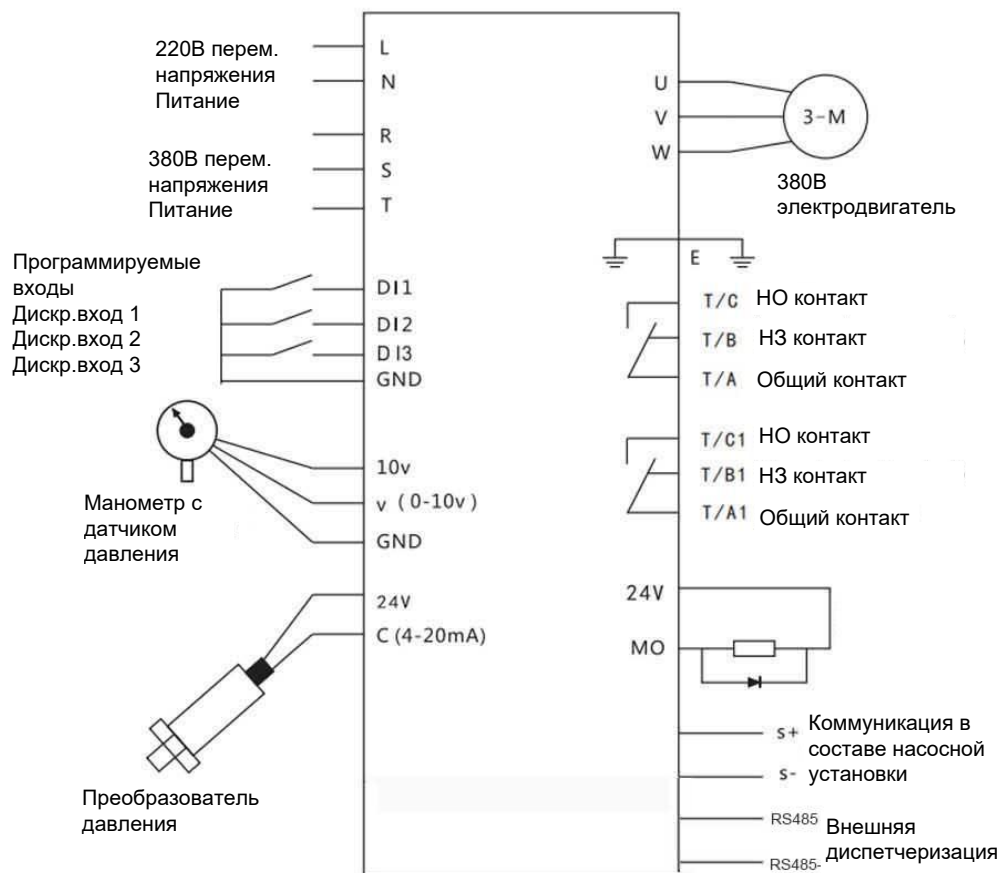 220В перем.
напряжения
Питание
L
N
R
380В перем.
напряжения
Питание
S
T
Программируемые
входы
Дискр.вход 1
Дискр.вход 2
Дискр.вход 3
DI1
DI2
DI3
GND
10v
v (0-10v)
GND
Манометр с
датчиком
давления
24V
C (4-20mA)
Преобразователь
давления
U
V
W
3-M
380В
электродвигатель
E
T/C НО контакт
T/B НЗ контакт
T/A Общий контакт
T/C1 НО контакт
T/B1 НЗ контакт
T/A1 Общий контакт
24V
MO
s+
s-
Коммуникация в
составе насосной
установки
RS485
RS485-
Внешняя
диспетчеризация